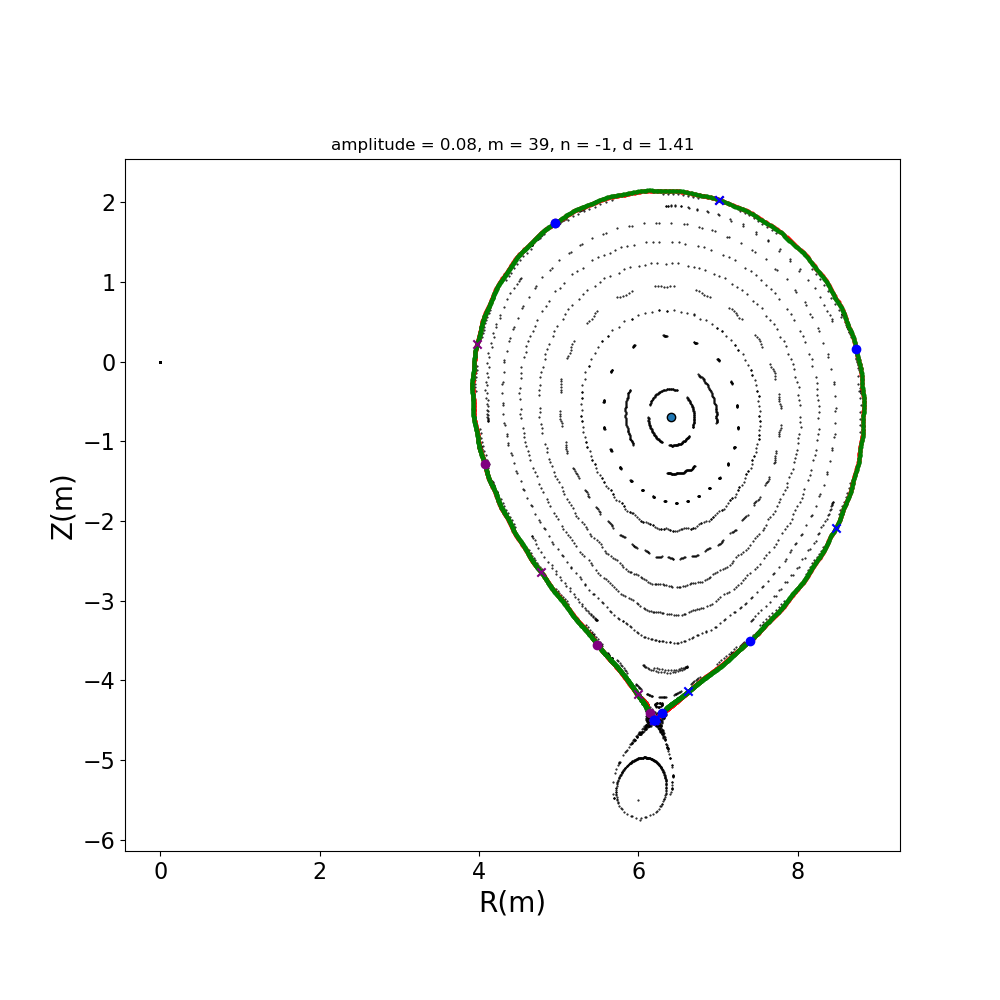 amplitude = 0.08, m = 39, n = -1, d = 1.41
2
1
0
−1
−2
−3
−4
−5
−6
Z(m)
0 2 4 6 8
R(m)